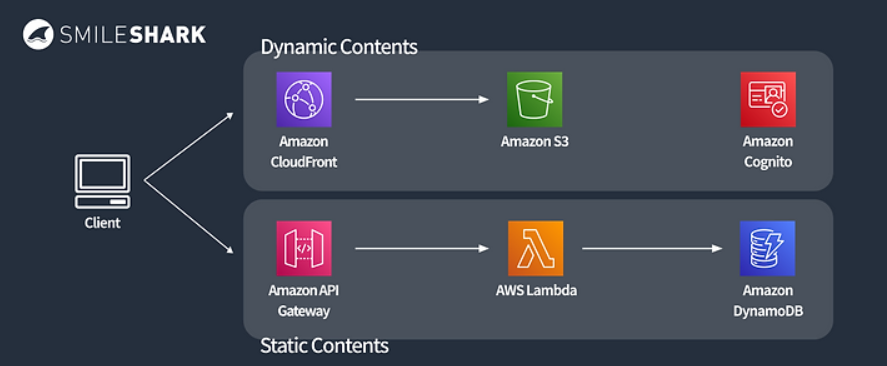 SMILESHARK
Dynamic Contents
Amazon
CloudFront
Amazon S3
Amazon
Cognito
Client
Amazon API
Gateway
AWS Lambda
Amazon
DynamoDB
Static Contents